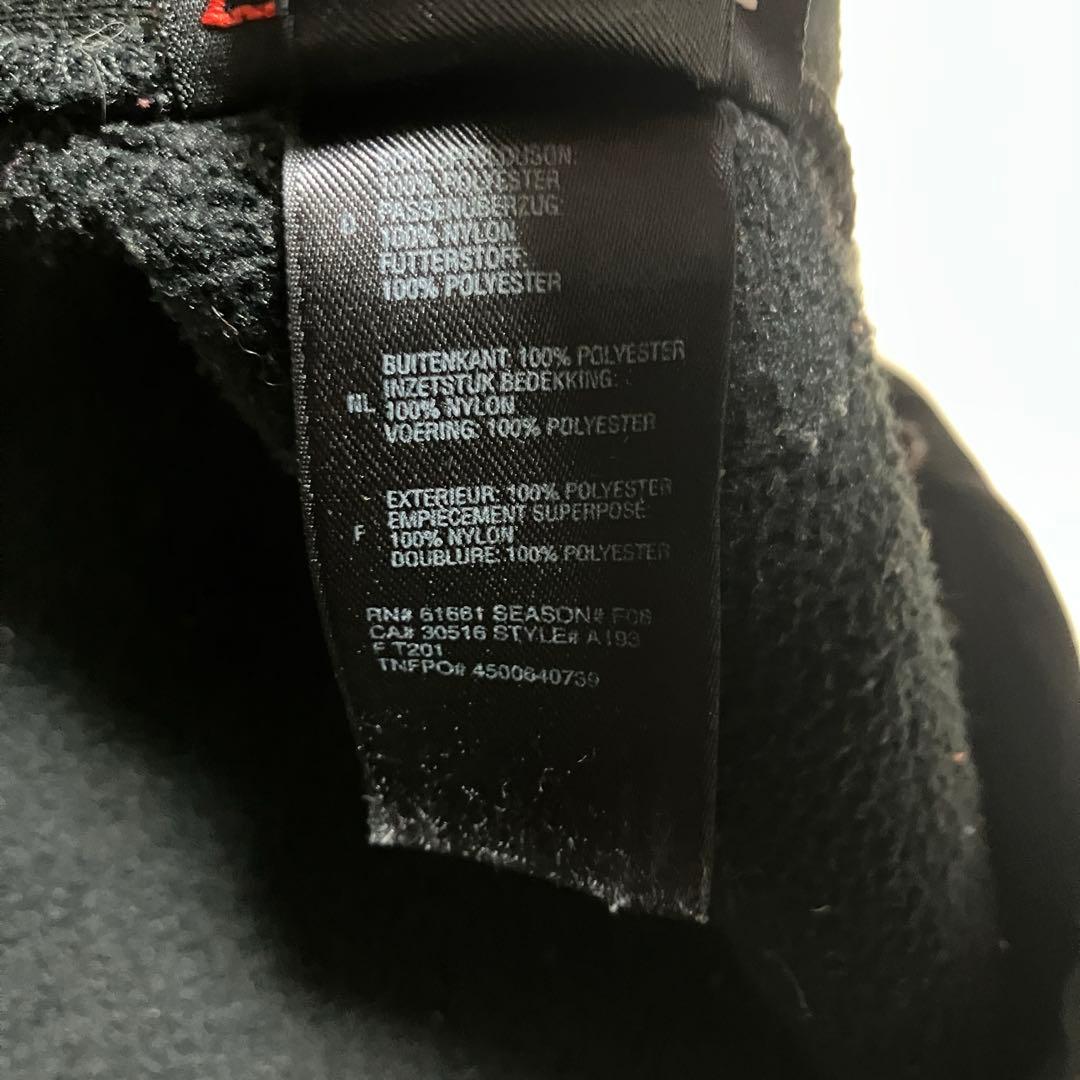 100% POLYESTER
D PASSENÜBERZUG:
100% NYLON
FUTTERSTOFF:
100% POLYESTER
BUITENKANT: 100% POLYESTER
INZETSTUK BEDEKKING:
NL 100% NYLON
VOERING: 100% POLYESTER
EXTERIEUR: 100% POLYESTER
EMPIECEMENT SUPERPOSE:
F 100% NYLON
DOUBLURE: 100% POLYESTER
RN# 61661 SEASON# F08
CA# 30516 STYLE# A193
F T201
TNFPO# 4500640739